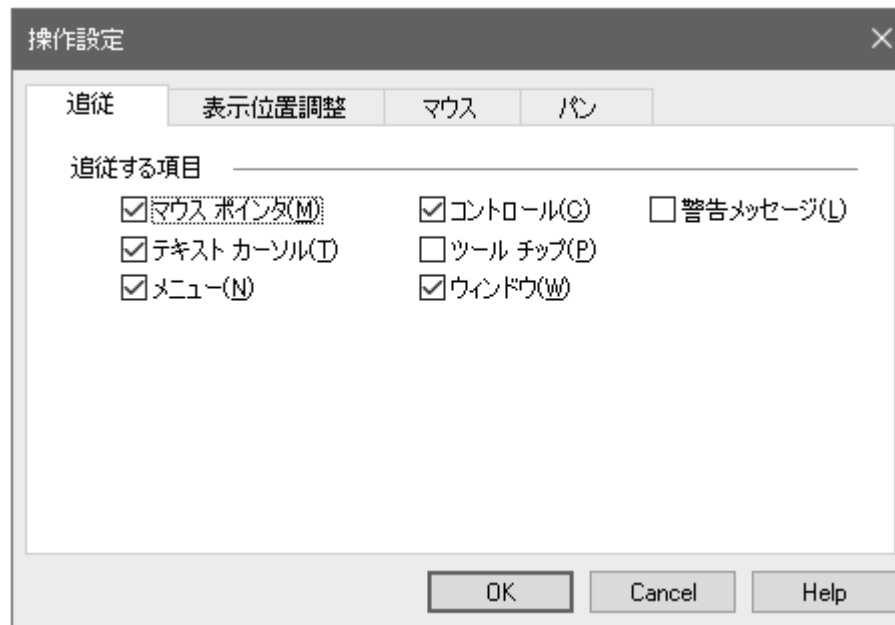 操作設定
追従 表示位置調整 マウス パン
追従する項目
マウス ポインタ(M) コントロール(C) 警告メッセージ(L)
テキスト カーソル(T) ツール チップ(P)
メニュー(N) ウィンドウ(W)
OK Cancel Help